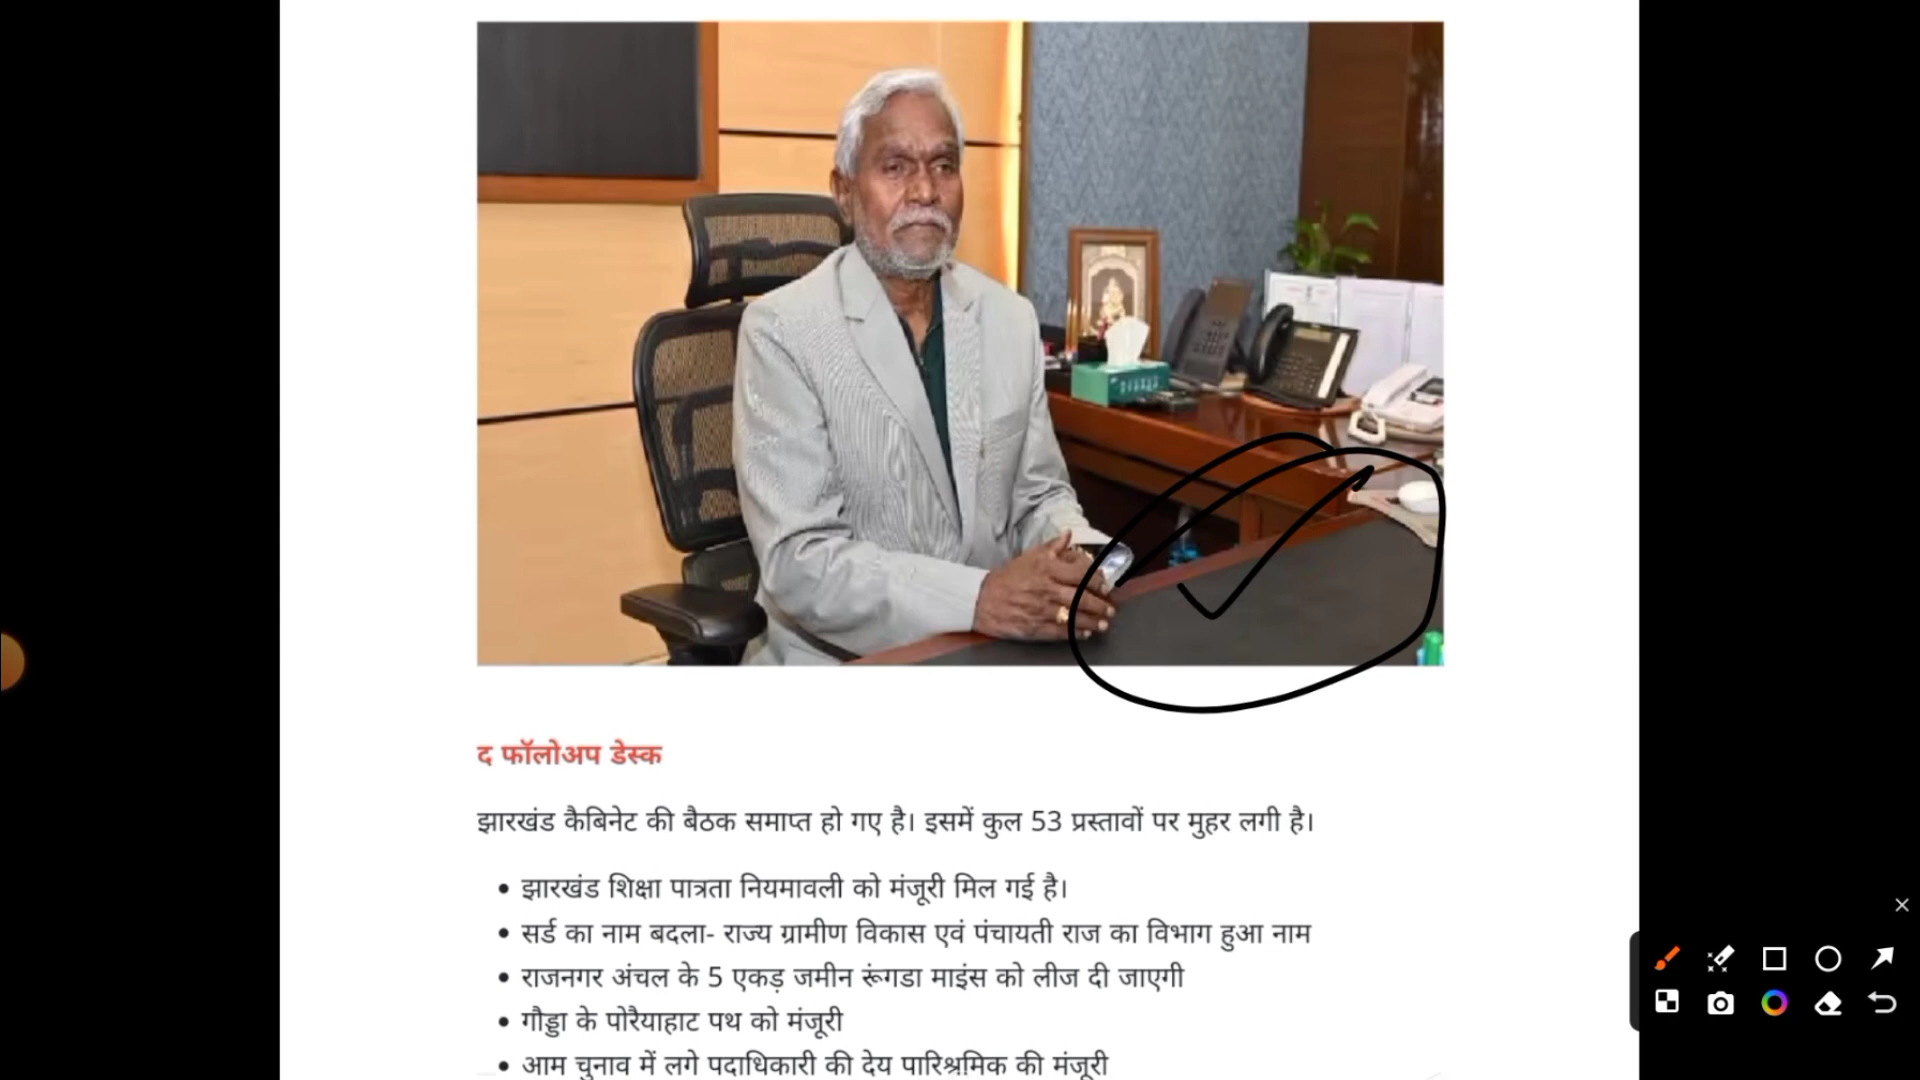 द फॉलोअप डेस्क
झारखंड कैबिनेट की बैठक समाप्त हो गए है। इसमें कुल 53 प्रस्तावों पर मुहर लगी है।
• झारखंड शिक्षा पात्रता नियमावली को मंजूरी मिल गई है।
• सर्ड का नाम बदला- राज्य ग्रामीण विकास एवं पंचायती राज का विभाग हुआ नाम
• राजनगर अंचल के 5 एकड़ जमीन रूंगडा माइंस को लीज दी जाएगी
• गौड्डा के पोरैयाहाट पथ को मंजूरी
• आम चुनाव में लगे पदाधिकारी की देय पारिश्रमिक की मंजूरी